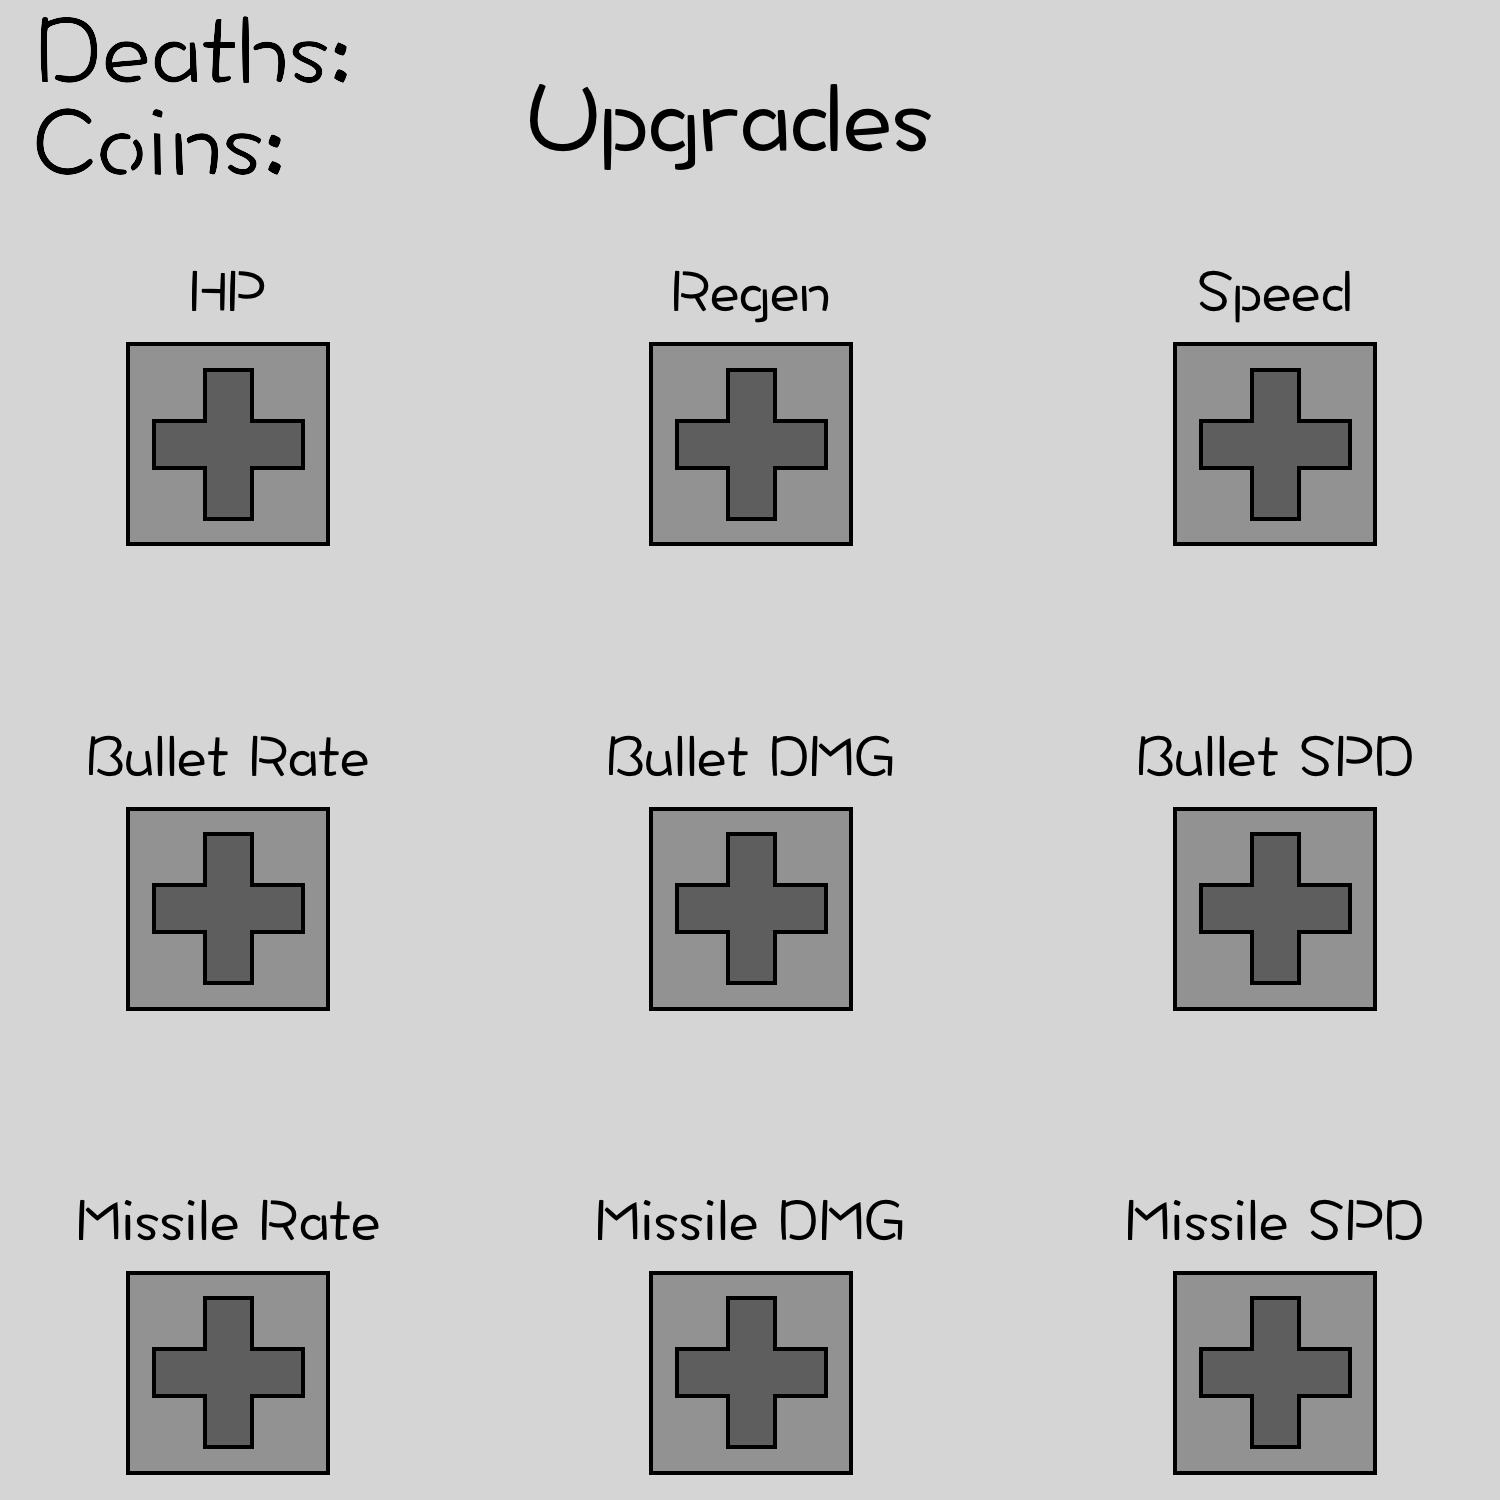 Deaths:
Coins:
Upgrades
HP Regen Speed
Bullet Rate Bullet DMG Bullet SPD
Missile Rate Missile DMG Missile SPD